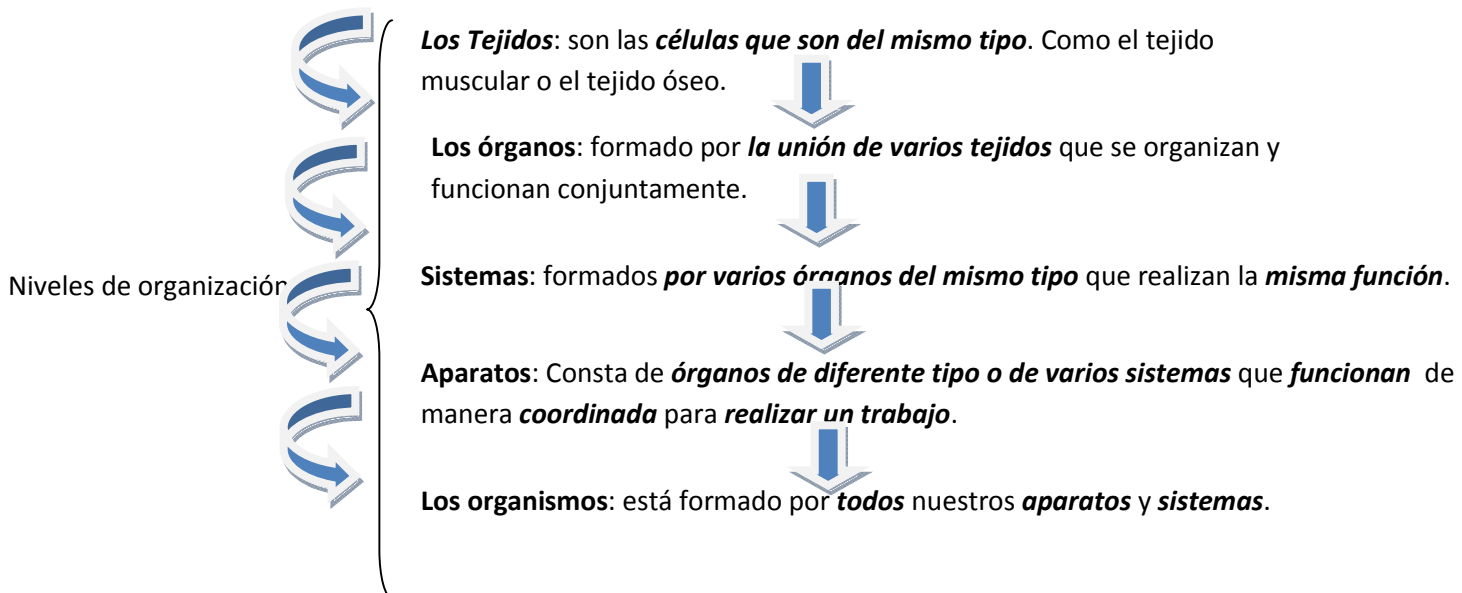 Los Tejidos: son las células que son del mismo tipo. Como el tejido
muscular o el tejido óseo.
Los órganos: formado por la unión de varios tejidos que se organizan y
funcionan conjuntamente.
Niveles de organización
Sistemas: formados por varios órganos del mismo tipo que realizan la misma función.
Aparatos: Consta de órganos de diferente tipo o de varios sistemas que funcionan de
manera coordinada para realizar un trabajo.
Los organismos: está formado por todos nuestros aparatos y sistemas.